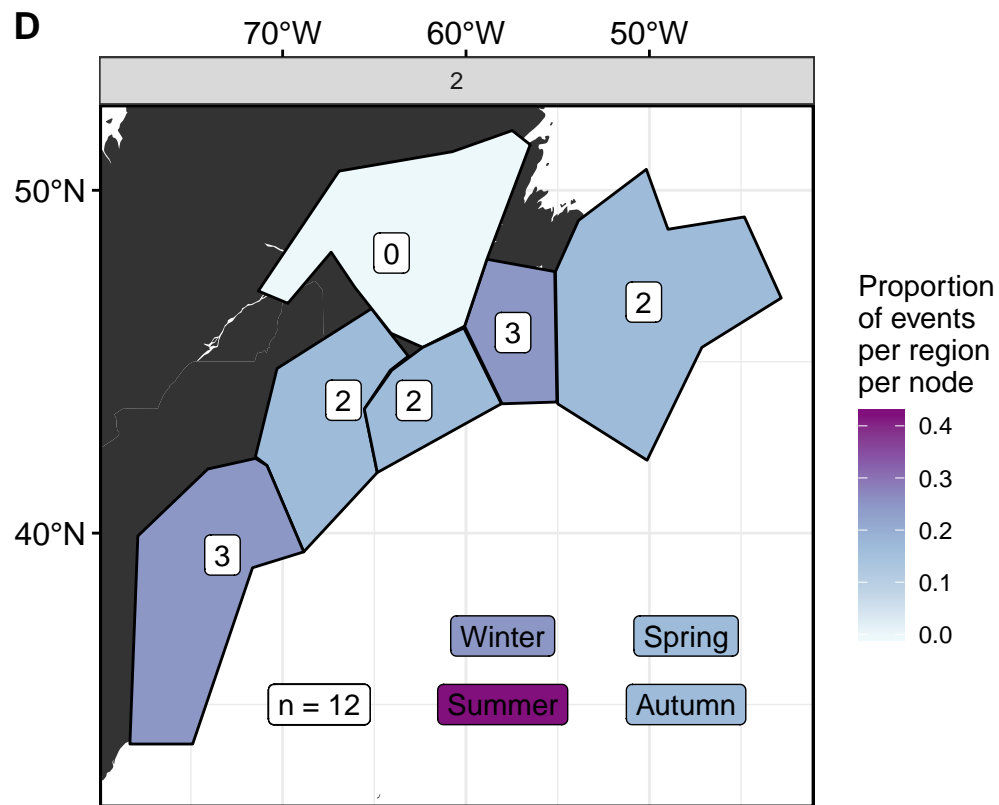 D
70°W 60°W 50°W
2
50°N
0
2
3
2 2
Proportion
of events
per region
per node
0.4
0.3
0.2
0.1
0.0
40°N
3
Winter Spring
n = 12 Summer Autumn